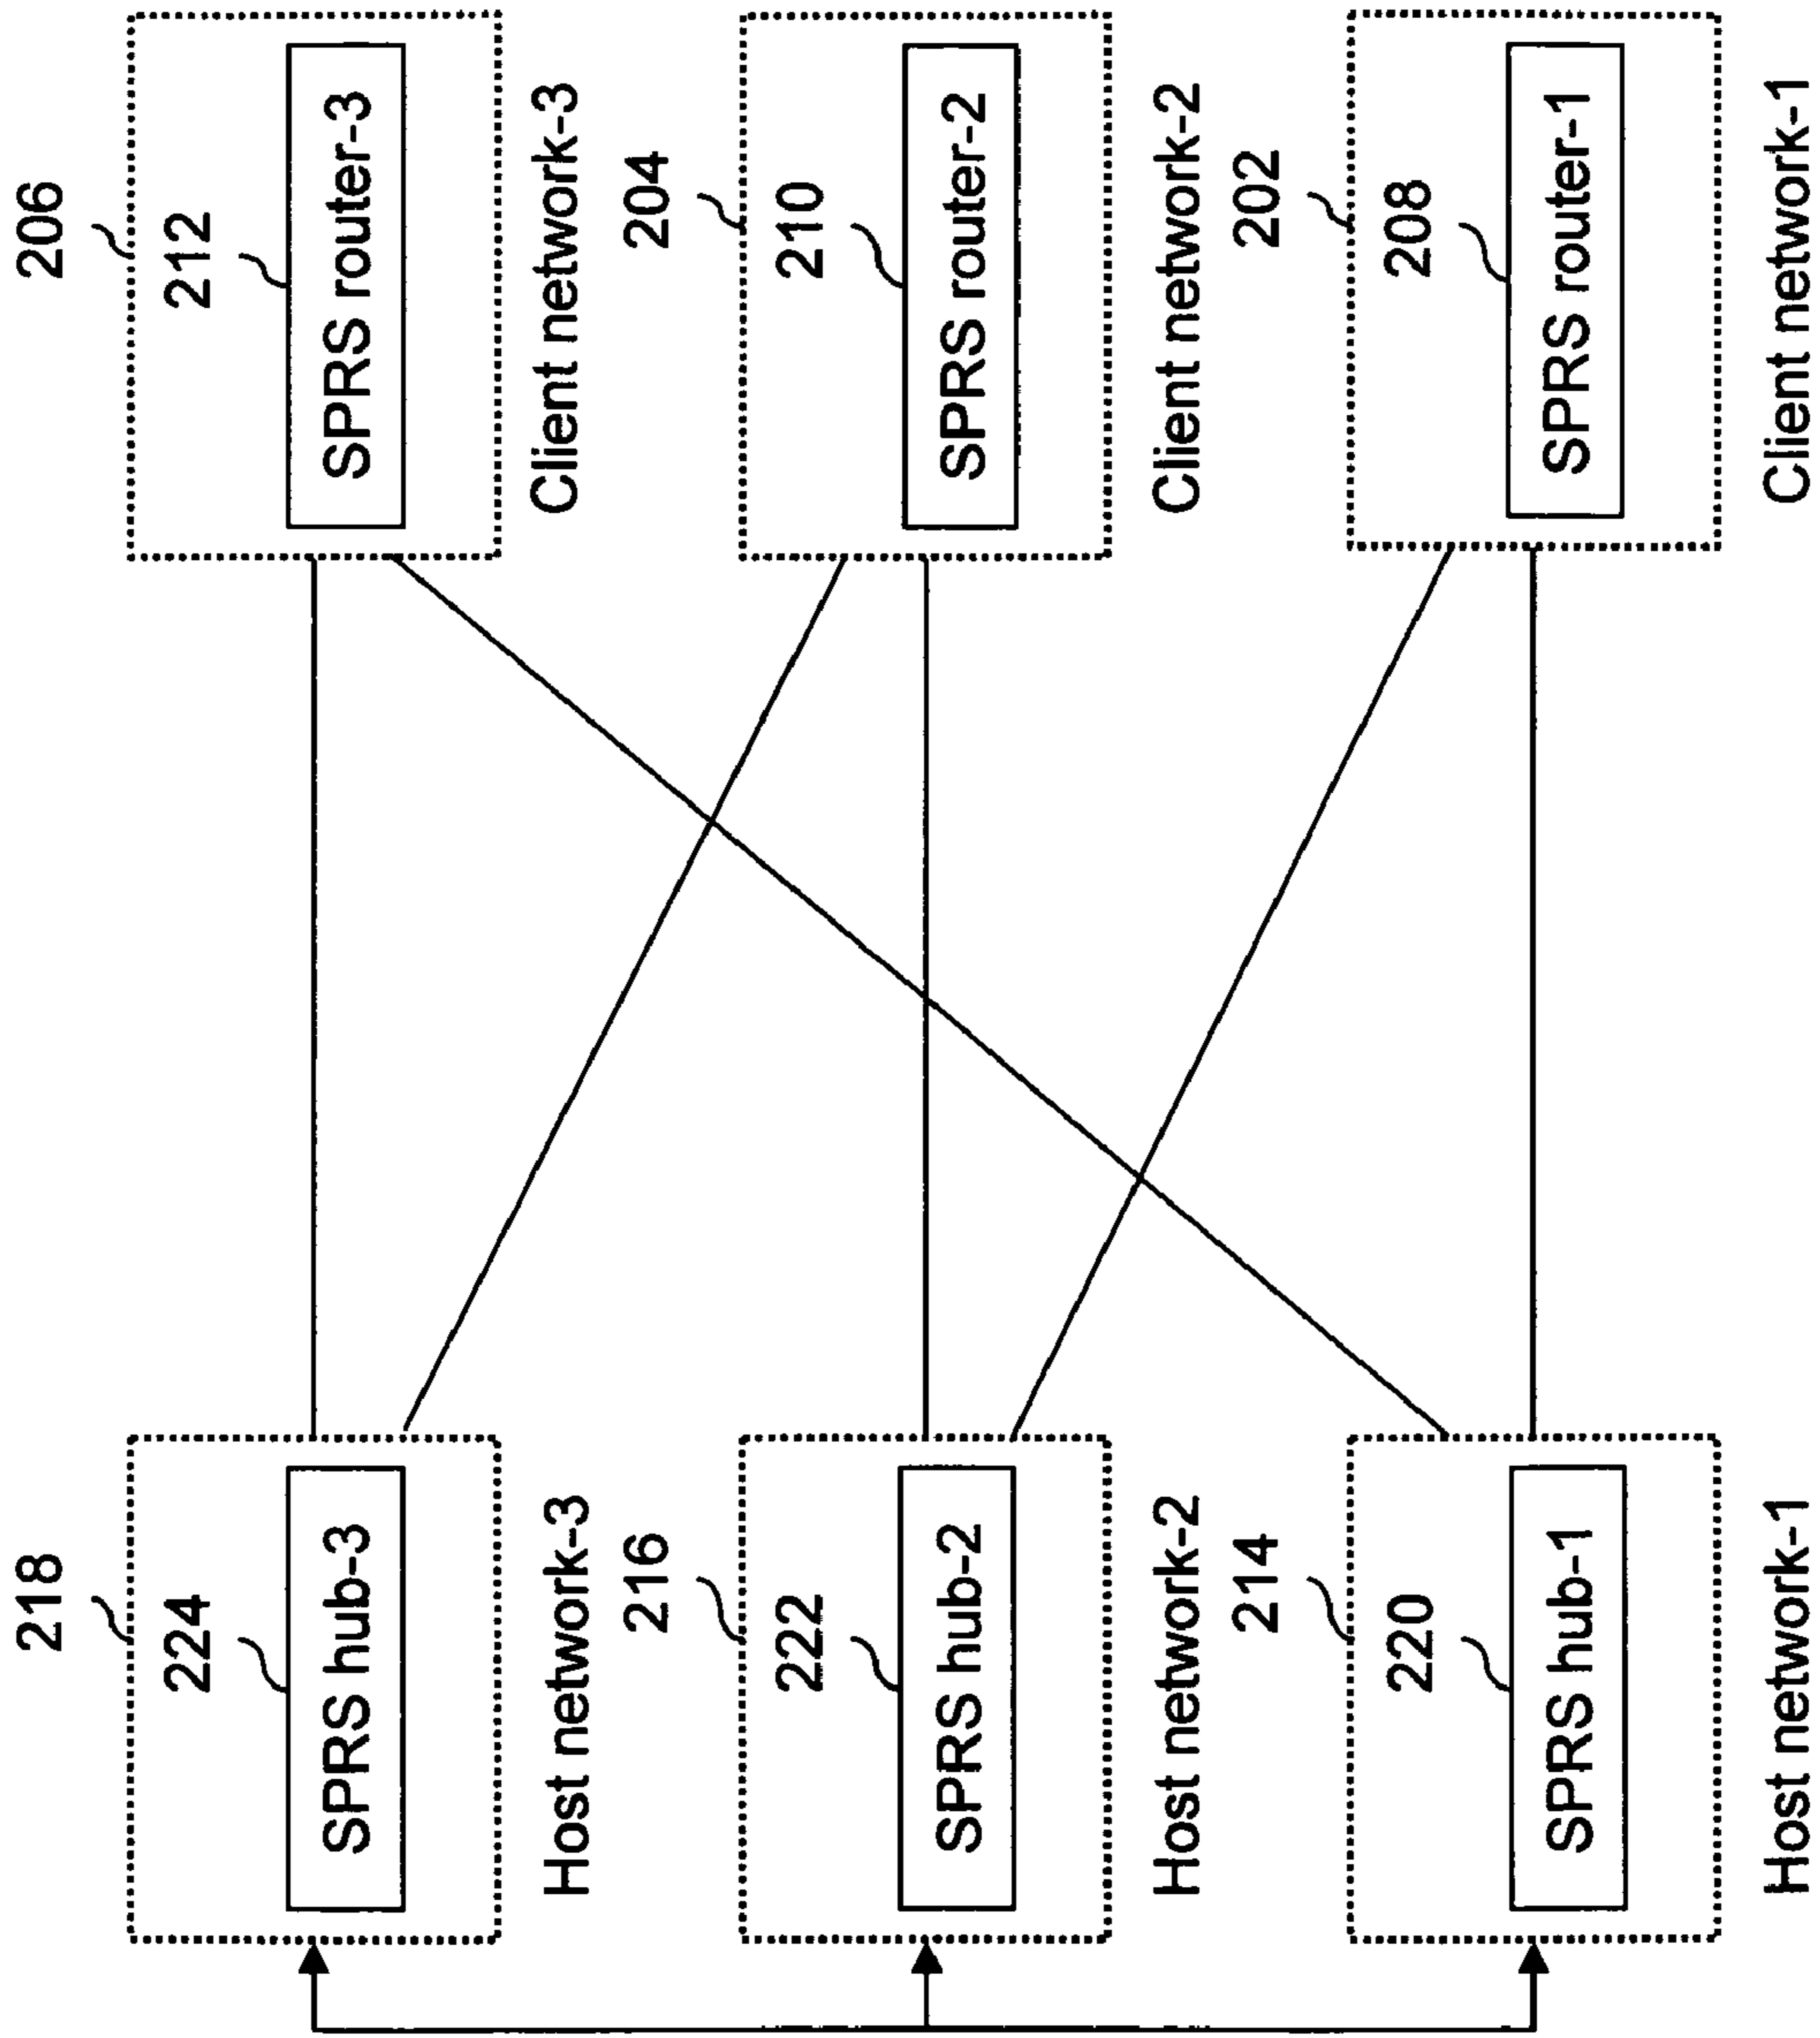 218
206
224
212
SPRS hub-3
SPRS router-3
Host network-3
Client network-3
216
204
222
210
SPRS hub-2
SPRS router-2
Host network-2
Client network-2
214
202
220
208
SPRS hub-1
SPRS router-1
Host network-1
Client network-1